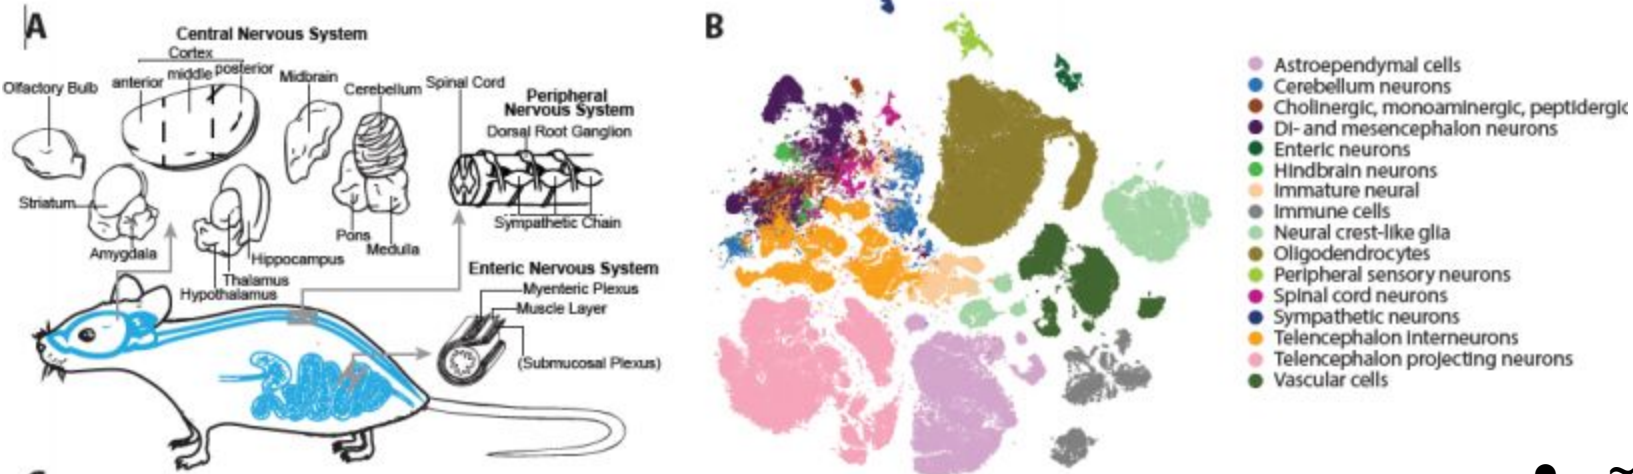 A
Central Nervous System
Cortex
anterior
middle
posterior
Olfactory Bulb
Midbrain
Cerebellum
Spinal Cord
Peripheral
Nervous System
Dorsal Root Ganglion
Striatum
Amygdala
Hippocampus
Thalamus
Hypothalamus
Pons
Medulla
Sympathetic Chain
Enteric Nervous System
Myenteric Plexus
Muscle Layer
(Submucosal Plexus)
B
Astroependymal cells
Cerebellum neurons
Cholinergic, monoaminergic, peptidergic
Di- and mesencephalon neurons
Enteric neurons
Hindbrain neurons
Immature neural
Immune cells
Neural crest-like glia
Oligodendrocytes
Peripheral sensory neurons
Spinal cord neurons
Sympathetic neurons
Telencephalon interneurons
Telencephalon projecting neurons
Vascular cells